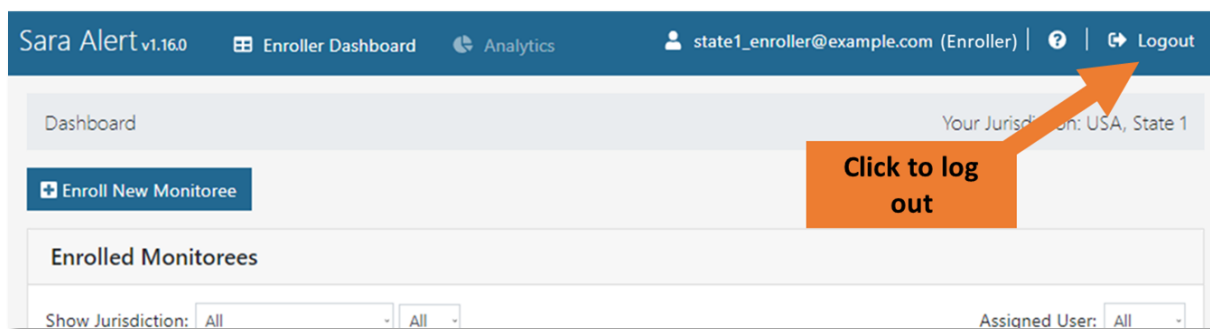 Sara Alert v1.16.0 Enroller Dashboard Analytics state1_enroller@example.com (Enroller) | ? | Logout
Dashboard Your Jurisdiction: USA, State 1
Enroll New Monitoree
Click to log
out
Enrolled Monitorees
Show Jurisdiction: All All Assigned User: All